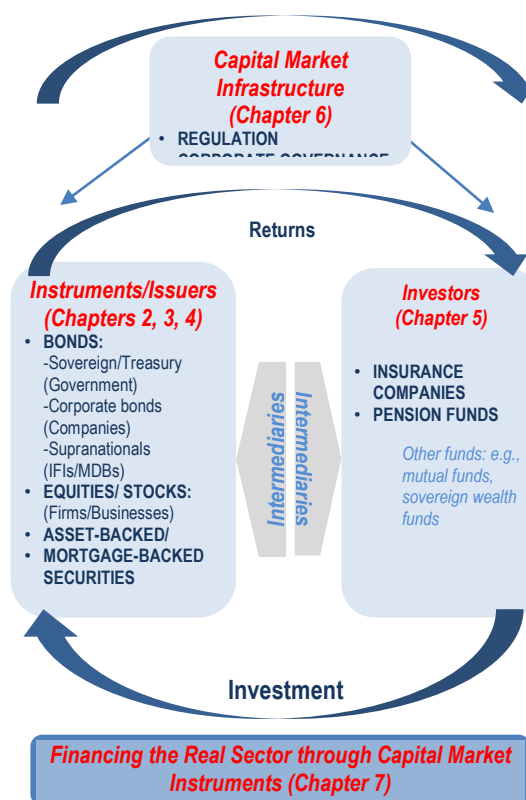 Capital Market
Infrastructure
(Chapter 6)
• REGULATION
CORPORATE GOVERNANCE
Returns
Instruments/Issuers
(Chapters 2, 3, 4)
• BONDS:
-Sovereign/Treasury
(Government)
-Corporate bonds
(Companies)
-Supranationals
(IFIs/MDBs)
• EQUITIES/ STOCKS:
(Firms/Businesses)
• ASSET-BACKED/
• MORTGAGE-BACKED
SECURITIES
Intermediaries
Intermediaries
Investors
(Chapter 5)
• INSURANCE
COMPANIES
• PENSION FUNDS
Other funds: e.g.,
mutual funds,
sovereign wealth
funds
Investment
Financing the Real Sector through Capital Market
Instruments (Chapter 7)